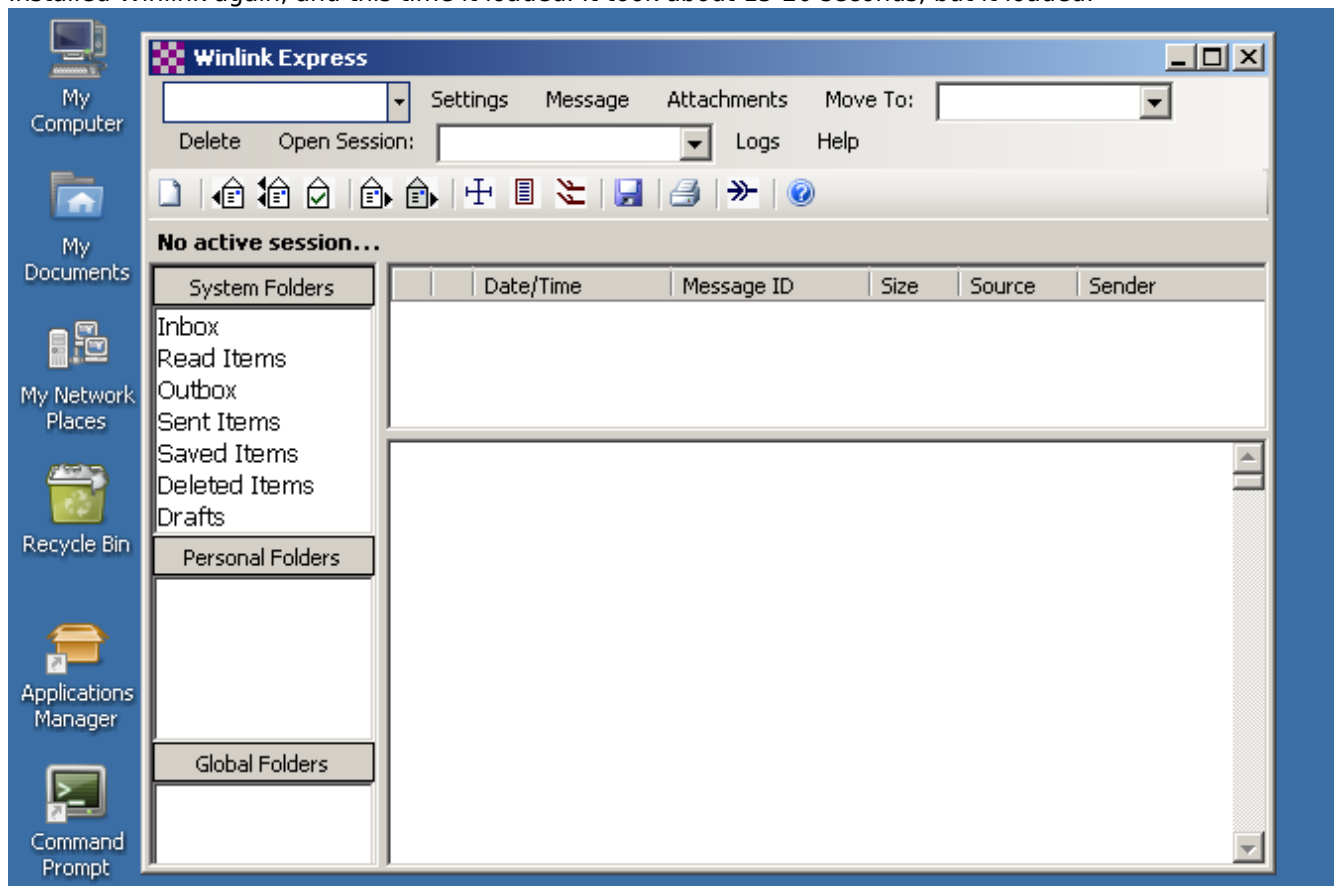 installed Winlink again, and this time it loaded. It took about 15-20 seconds, but it loaded.
My Computer
My Documents
My Network Places
Recycle Bin
Applications Manager
Command Prompt
Winlink Express
Settings Message Attachments Move To:
Delete Open Session: Logs Help
No active session...
System Folders
Inbox
Read Items
Outbox
Sent Items
Saved Items
Deleted Items
Drafts
Personal Folders
Global Folders
Date/Time Message ID Size Source Sender